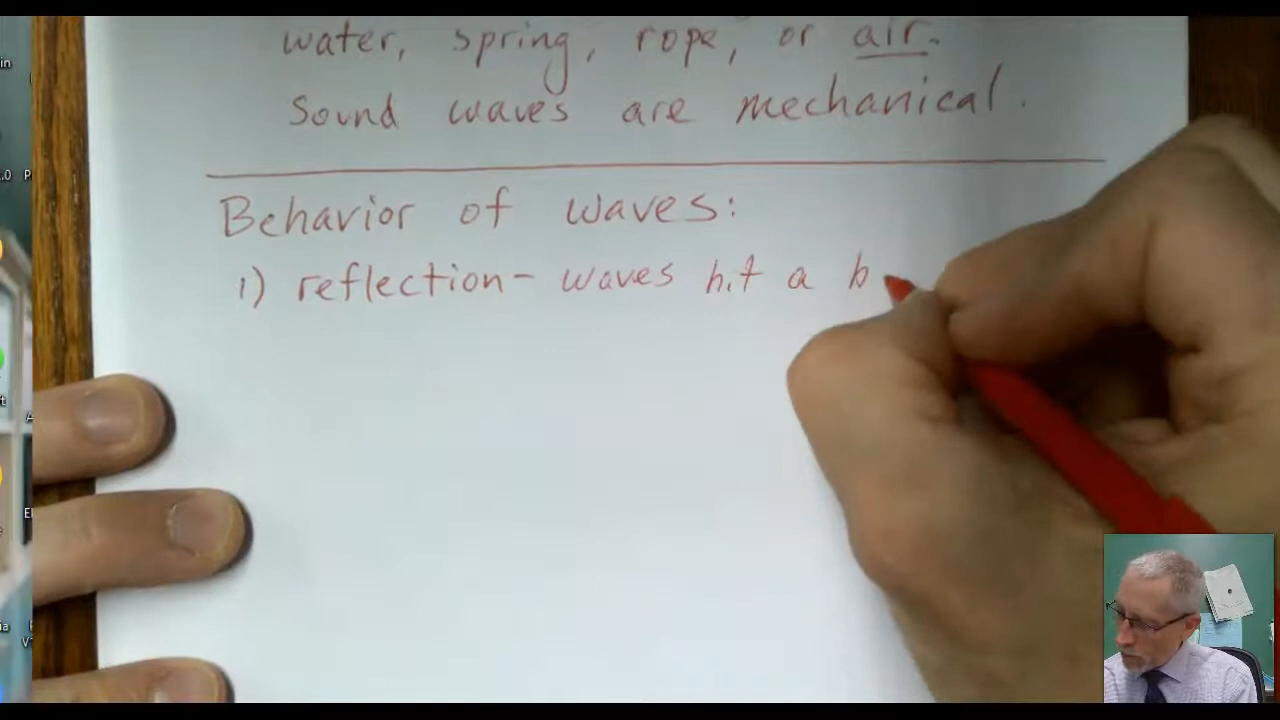 water, spring, rope, or air.
Sound waves are mechanical.
Behavior of waves:
1) reflection- waves hit a b